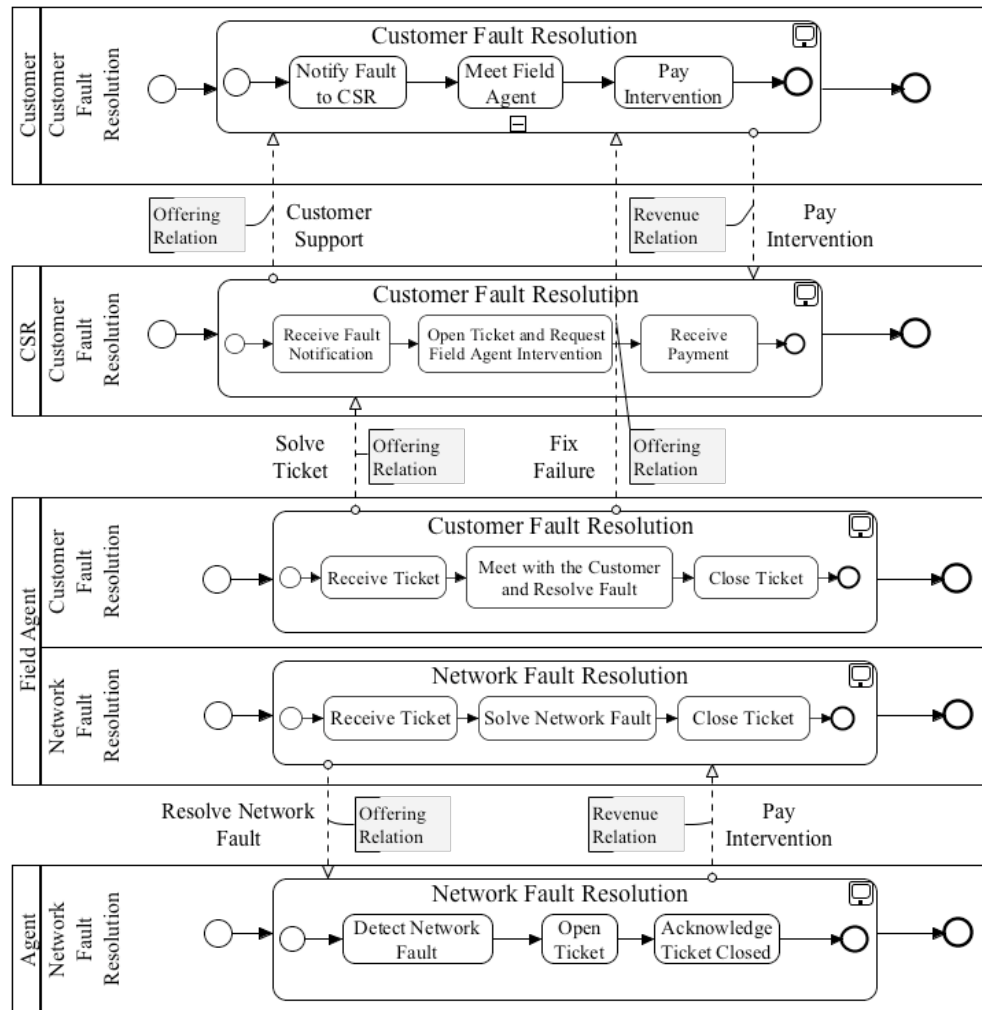 Customer
Customer
Fault
Resolution
Customer Fault Resolution
Notify Fault
to CSR
Meet Field
Agent
Pay
Intervention
Offering
Relation
Customer
Support
Revenue
Relation
Pay
Intervention
CSR
Customer
Fault
Resolution
Customer Fault Resolution
Receive Fault
Notification
Open Ticket and Request
Field Agent Intervention
Receive
Payment
Solve
Ticket
Offering
Relation
Fix
Failure
Offering
Relation
Field Agent
Customer
Fault
Resolution
Customer Fault Resolution
Receive Ticket
Meet with the Customer
and Resolve Fault
Close Ticket
Network
Fault
Resolution
Network Fault Resolution
Receive Ticket
Solve Network Fault
Close Ticket
Resolve Network
Fault
Offering
Relation
Revenue
Relation
Pay
Intervention
Agent
Network
Fault
Resolution
Network Fault Resolution
Detect Network
Fault
Open
Ticket
Acknowledge
Ticket Closed